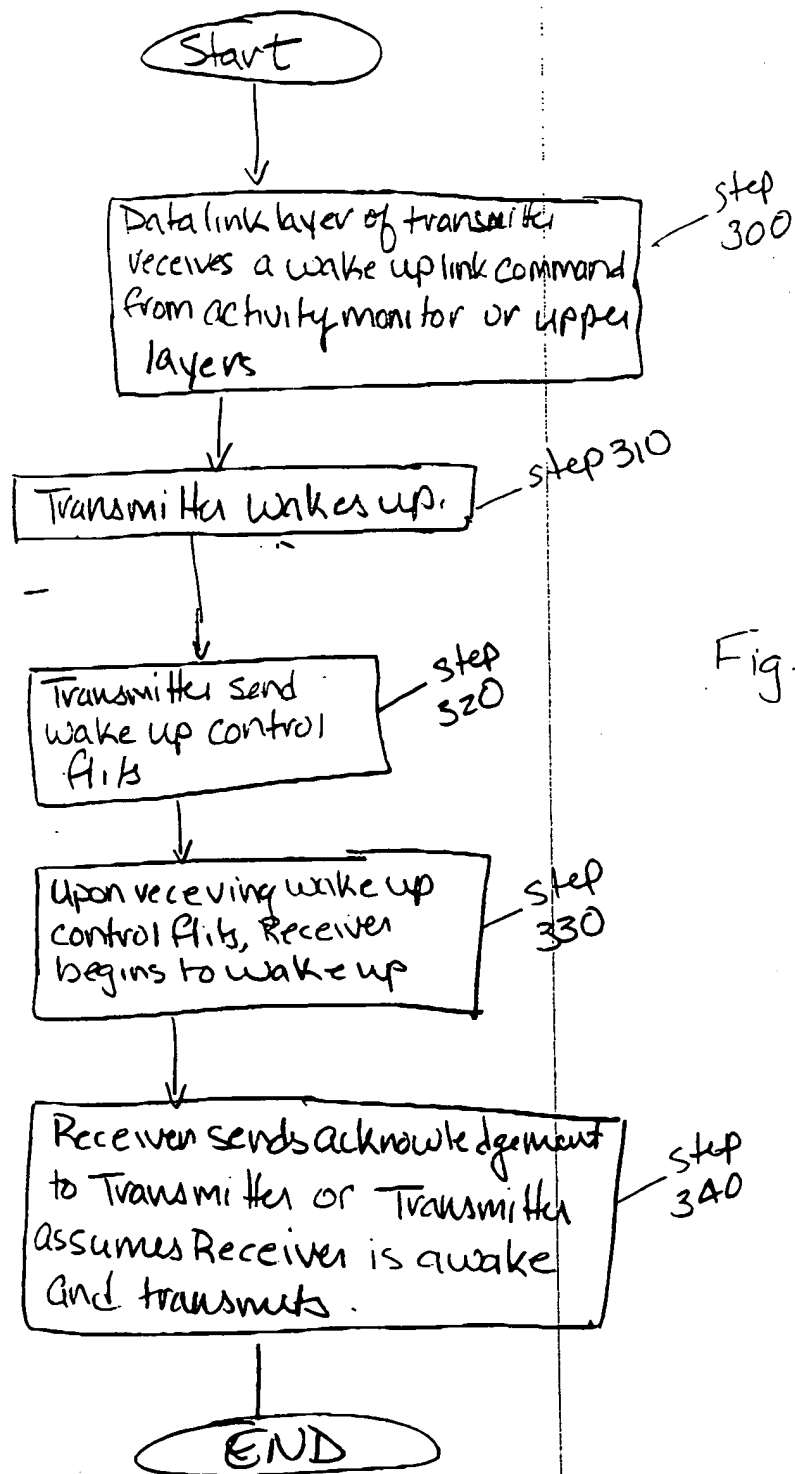 Start
Data link layer of transmitter
receives a wake up link command
from activity monitor or upper
layers
step
300
Transmitter wakes up.
step 310
Transmitter send
wake up control
flits
step
320
Fig.
Upon receving wake up
control flits, Receiver
begins to wake up
step
330
Receiver sends acknowledgement
to Transmitter or Transmitter
assumes Receiver is awake
and transmits.
step
340
END